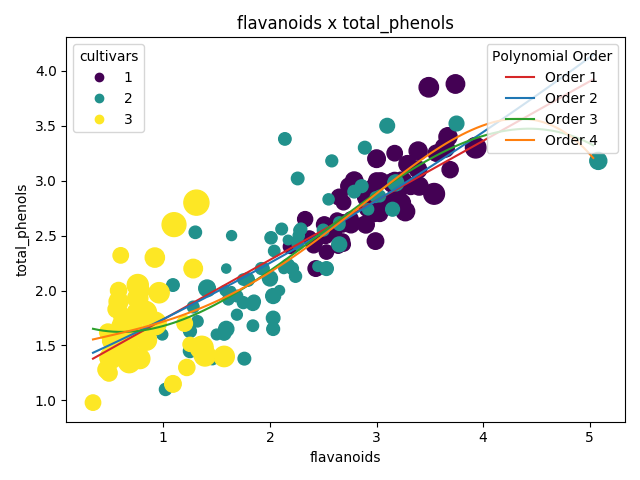 flavanoids x total_phenols
cultivars
1
2
3
Polynomial Order
Order 1
Order 2
Order 3
Order 4
total_phenols
4.0
3.5
3.0
2.5
2.0
1.5
1.0
1 2 3 4 5
flavanoids